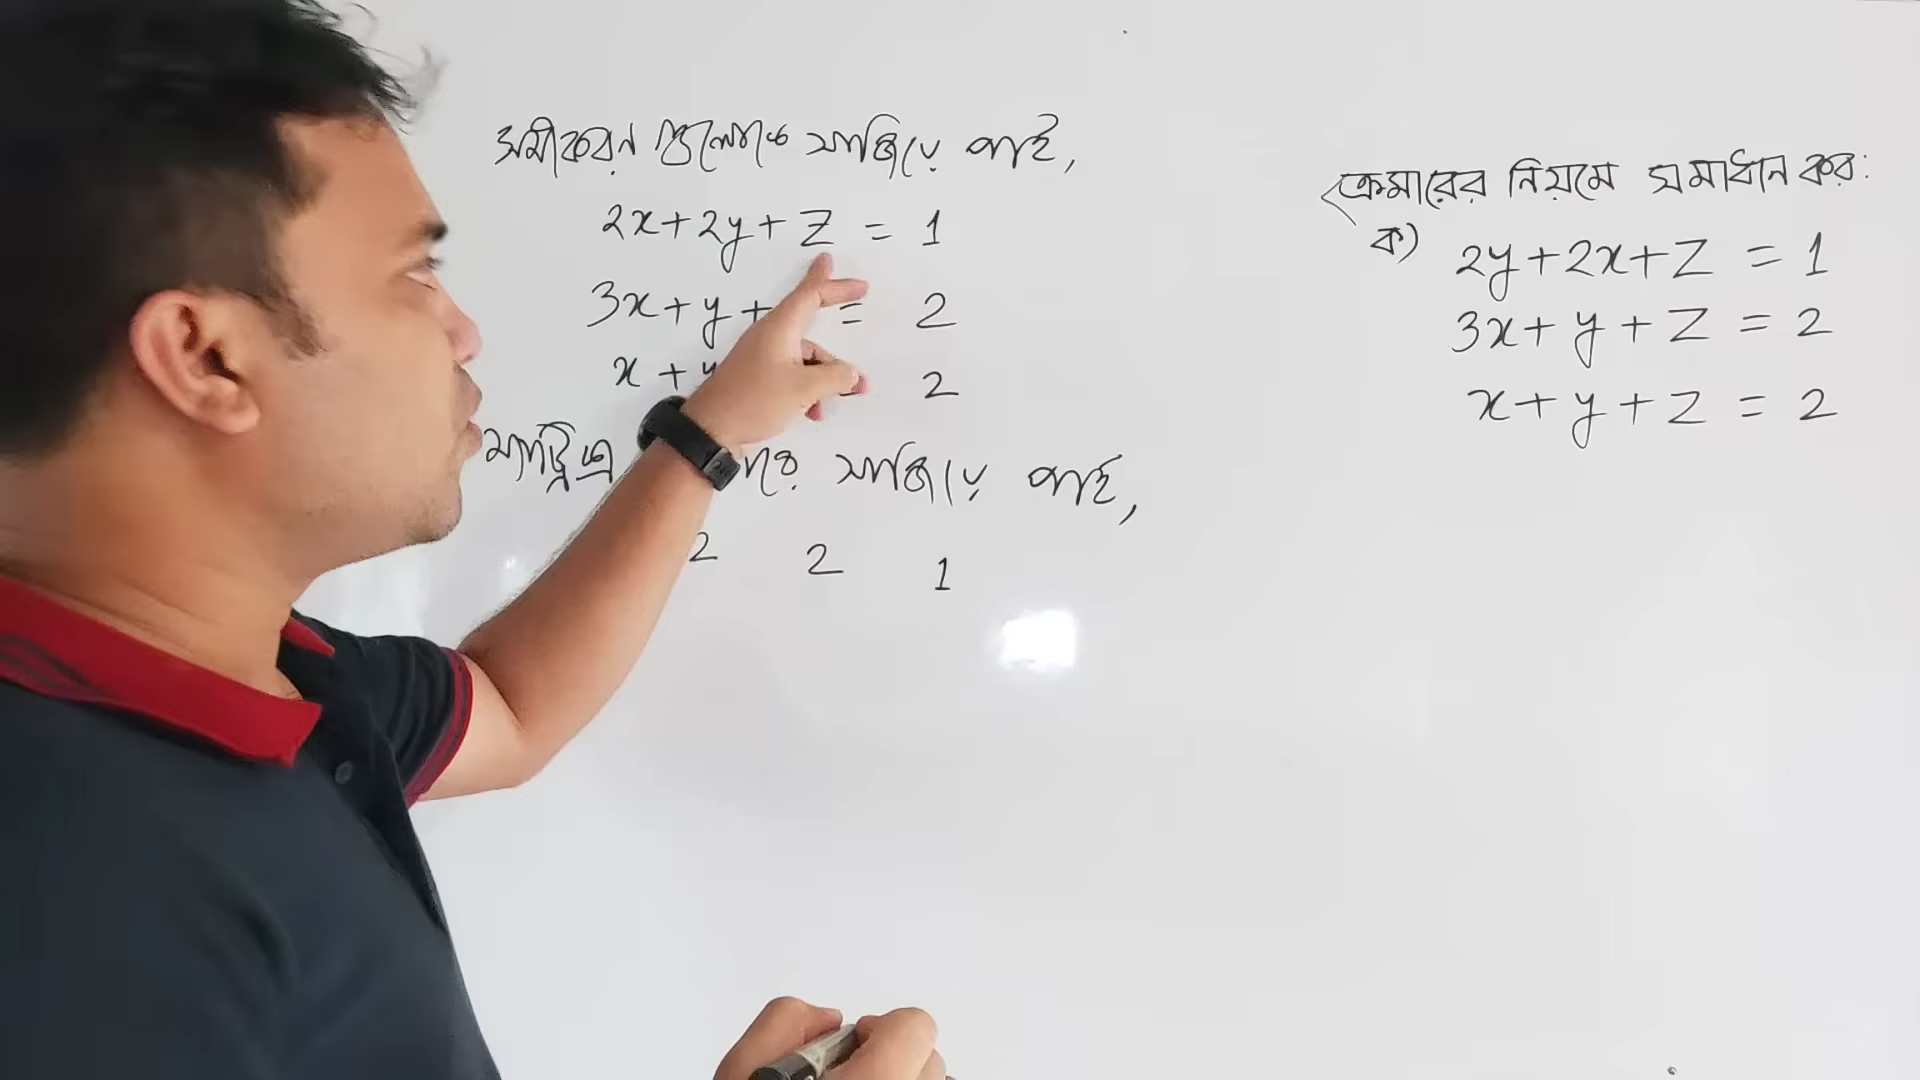 সমীকরণ গুলোকে সাজিয়ে পাই,
2x+2y+z = 1
3x+y+ = 2
x+y 2
ম্যাট্রিক্স সাজিয়ে পাই,
2 2 1
ক্রেমারের নিয়মে সমাধান কর:
ক) 2y+2x+z = 1
3x+y+z = 2
x+y+z = 2